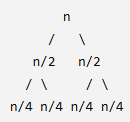 n
/ \
n/2 n/2
/ \ / \
n/4 n/4 n/4 n/4